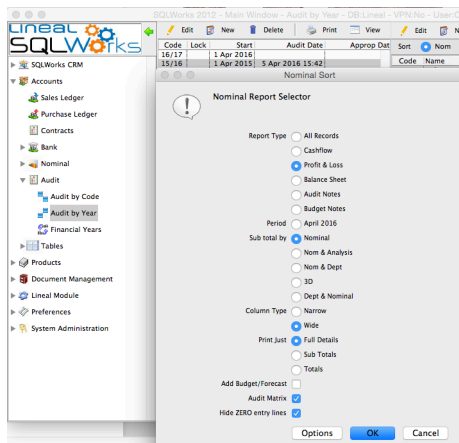 SQLWorks 2012 - Main Window - Audit by Year - DB:Lineal - VPN:No - User:C
LINEAL
SQLWorks
Edit New Delete Print View Edit N
Code Lock Start Audit Date Approp Dat Sort Nom
16/17 1 Apr 2016 Code Name
15/16 1 Apr 2015 5 Apr 2016 15:42
SQLWorks CRM
Accounts
Sales Ledger
Purchase Ledger
Contracts
Bank
Nominal
Audit
Audit by Code
Audit by Year
Financial Years
Tables
Products
Document Management
Lineal Module
Preferences
System Administration
Nominal Sort
Nominal Report Selector
Report Type All Records
Cashflow
Profit & Loss
Balance Sheet
Audit Notes
Budget Notes
Period April 2016
Sub total by Nominal
Nom & Analysis
Nom & Dept
3D
Dept & Nominal
Column Type Narrow
Wide
Print Just Full Details
Sub Totals
Totals
Add Budget/Forecast
Audit Matrix
Hide ZERO entry lines
Options OK Cancel